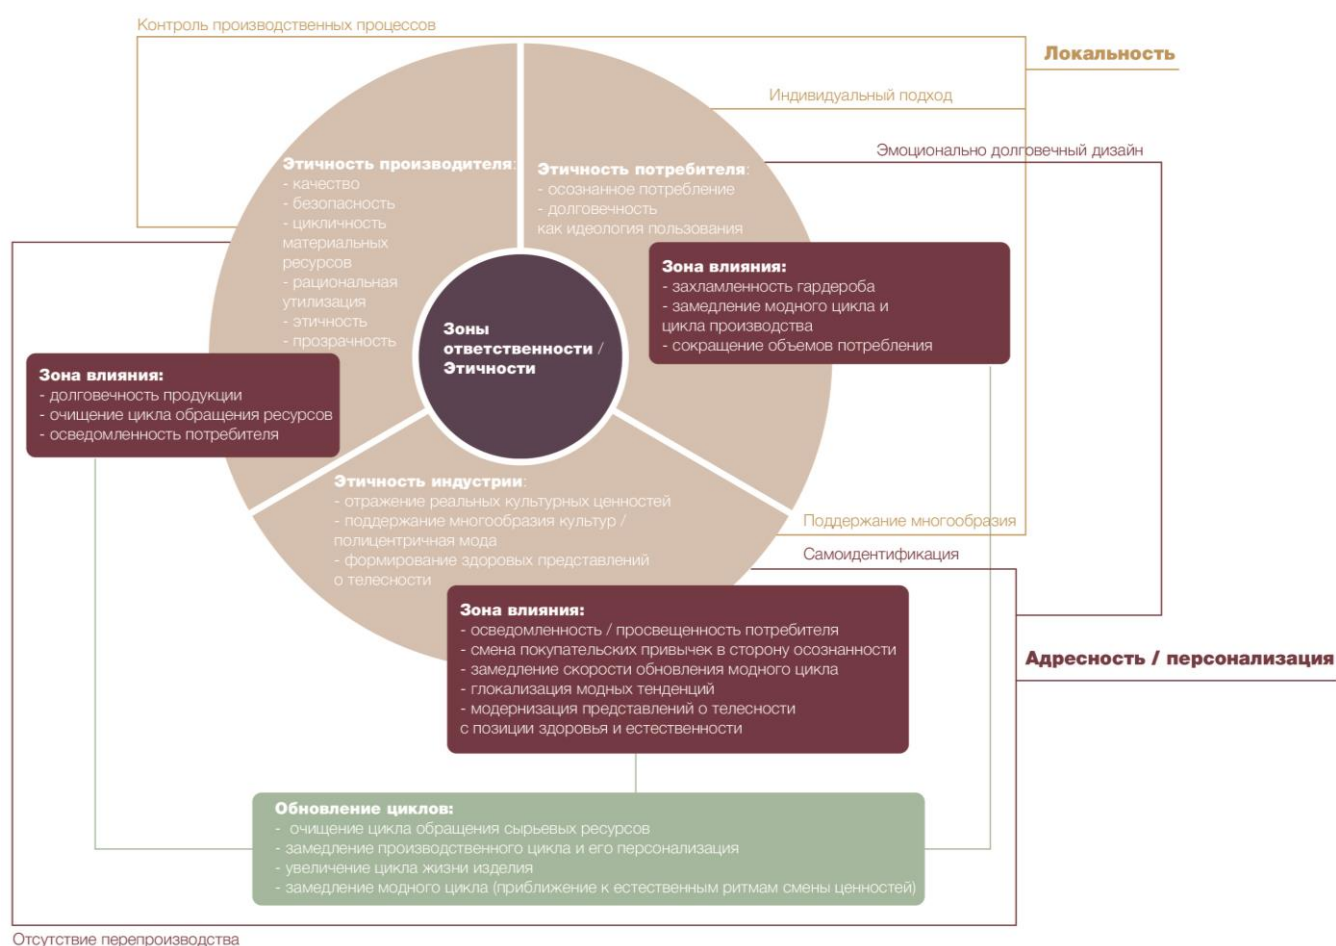 Контроль производственных процессов
Локальность
Индивидуальный подход
Эмоционально долговечный дизайн
Этичность производителя:
- качество
- безопасность
- цикличность
материальных
ресурсов
- рациональная
утилизация
- этичность
- прозрачность
Этичность потребителя:
- осознанное потребление
- долговечность
как идеология пользования
Зона влияния:
- захламленность гардероба
- замедление модного цикла и
цикла производства
- сокращение объемов потребления
Зоны
ответственности /
Этичности
Зона влияния:
- долговечность продукции
- очищение цикла обращения ресурсов
- осведомленность потребителя
Этичность индустрии:
- отражение реальных культурных ценностей
- поддержание многообразия культур /
полицентричная мода
- формирование здоровых представлений
о телесности
Поддержание многообразия
Самоидентификация
Зона влияния:
- осведомленность / просвещенность потребителя
- смена покупательских привычек в сторону осознанности
- замедление скорости обновления модного цикла
- глокализация модных тенденций
- модернизация представлений о телесности
с позиции здоровья и естественности
Адресность / персонализация
Обновление циклов:
- очищение цикла обращения сырьевых ресурсов
- замедление производственного цикла и его персонализация
- увеличение цикла жизни изделия
- замедление модного цикла (приближение к естественным ритмам смены ценностей)
Отсутствие перепроизводства